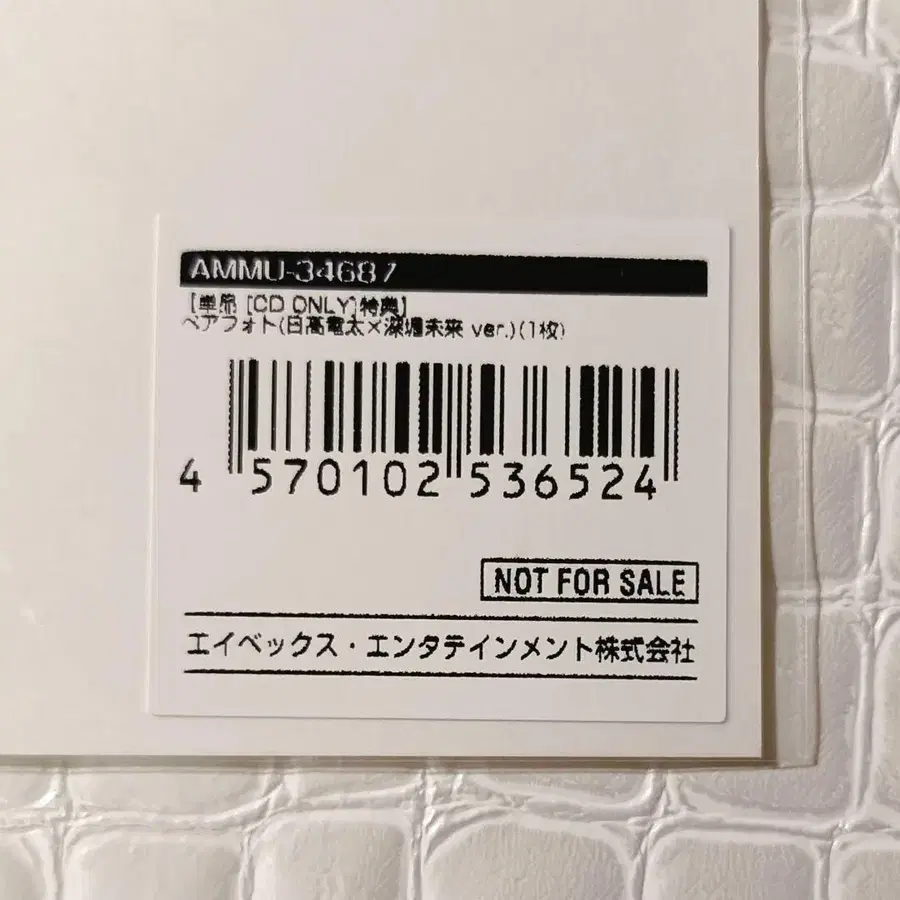 AMMU-34687
【単品 [CD ONLY]特典】
ペアフォト(日髙竜太×深堀未来 ver.)(1枚)
4 570102 536524
NOT FOR SALE
エイベックス・エンタテインメント株式会社